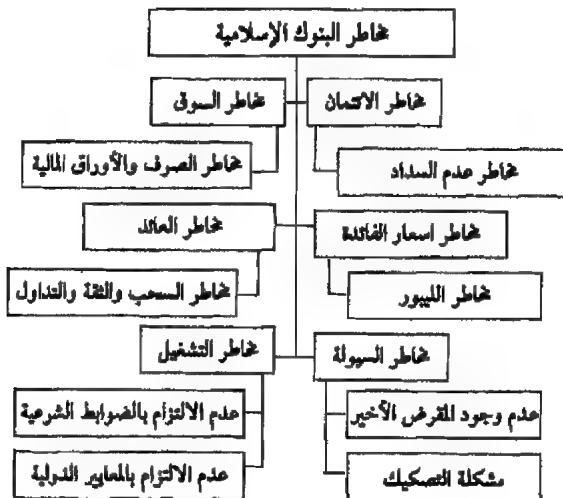 مخاطر البنوك الإسلامية
مخاطر الائتمان
مخاطر السوق
مخاطر عدم السداد
مخاطر الصرف والأوراق المالية
مخاطر اسعار الفائدة
مخاطر العائد
مخاطر الليبور
مخاطر السحب والثقة والتداول
مخاطر السيولة
مخاطر التشغيل
عدم وجود المقرض الأخير
عدم الالتزام بالضوابط الشرعية
مشكلة التصكيك
عدم الالتزام بالمعايير الدولية